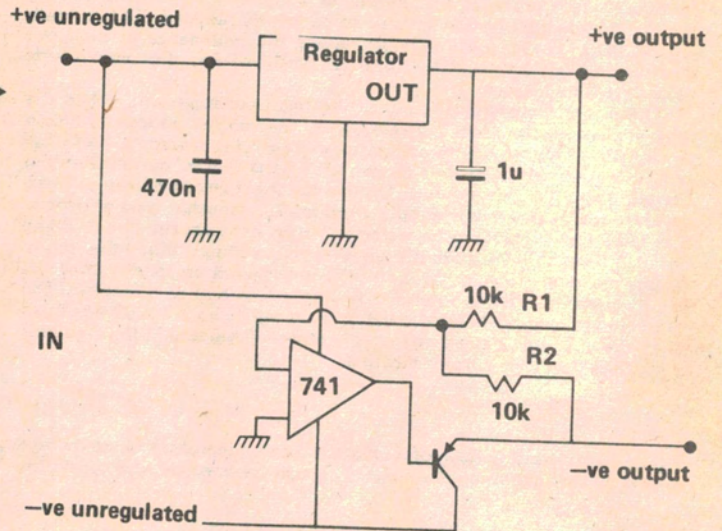 +ve unregulated
+ve output
Regulator
OUT
470n
1u
10k R1
IN
R2
741
10k
−ve output
−ve unregulated